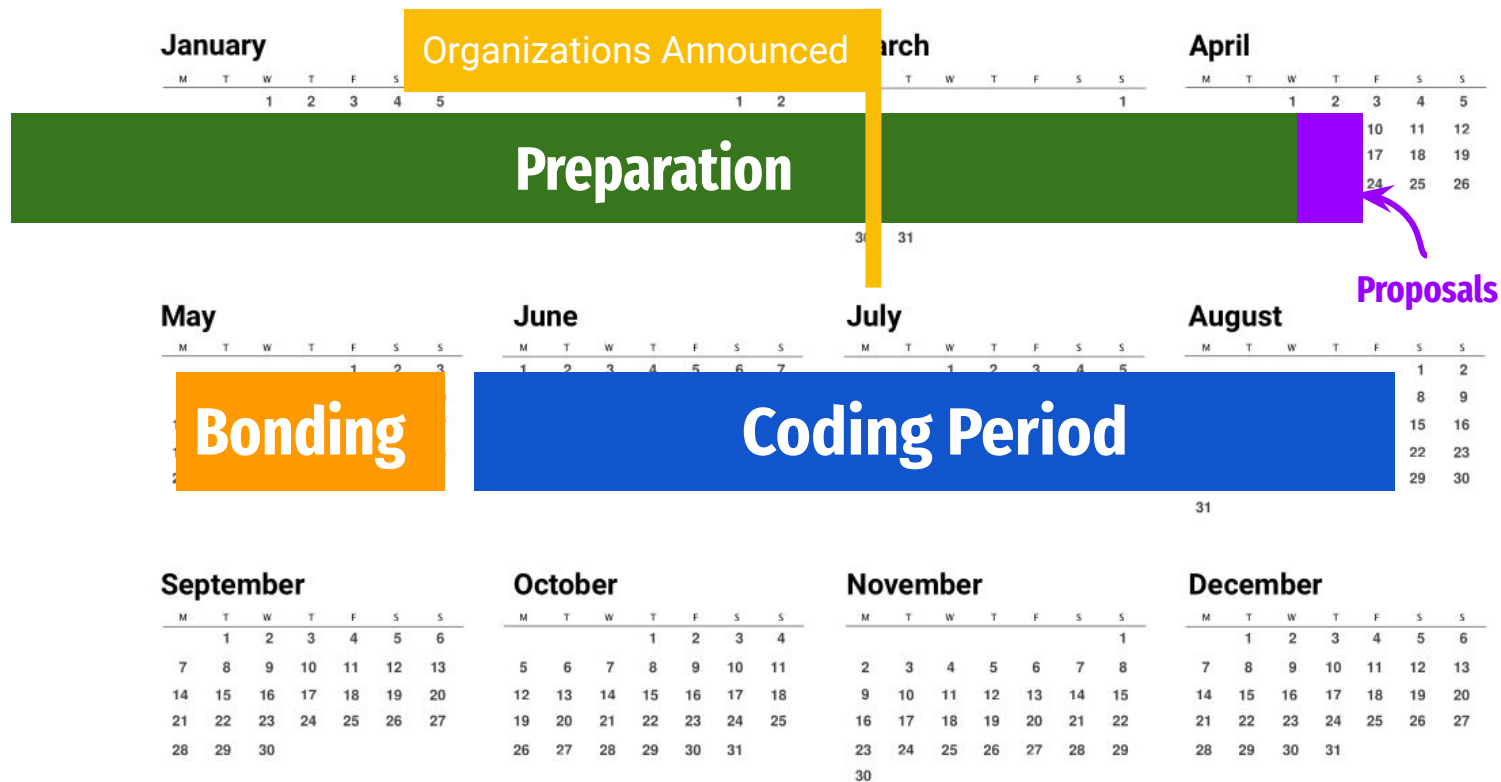 January Organizations Announced arch April
M T W T F S T W T F S S M T W T F S S
1 2 3 4 5 1 2 1 1 2 3 4 5
10 11 12
Preparation 17 18 19
24 25 26
30 31
Proposals
May June July August
M T W T F S S M T W T F S S M T W T F S S M T W T F S S
1 2 3 1 2 3 4 5 6 7 1 2 3 4 5 1 2
8 9
Bonding Coding Period 15 16
22 23
29 30
31
September October November December
M T W T F S S M T W T F S S M T W T F S S M T W T F S S
1 2 3 4 5 6 1 2 3 4 1 1 2 3 4 5 6
7 8 9 10 11 12 13 5 6 7 8 9 10 11 2 3 4 5 6 7 8 7 8 9 10 11 12 13
14 15 16 17 18 19 20 12 13 14 15 16 17 18 9 10 11 12 13 14 15 14 15 16 17 18 19 20
21 22 23 24 25 26 27 19 20 21 22 23 24 25 16 17 18 19 20 21 22 21 22 23 24 25 26 27
28 29 30 26 27 28 29 30 31 23 24 25 26 27 28 29 28 29 30 31
30